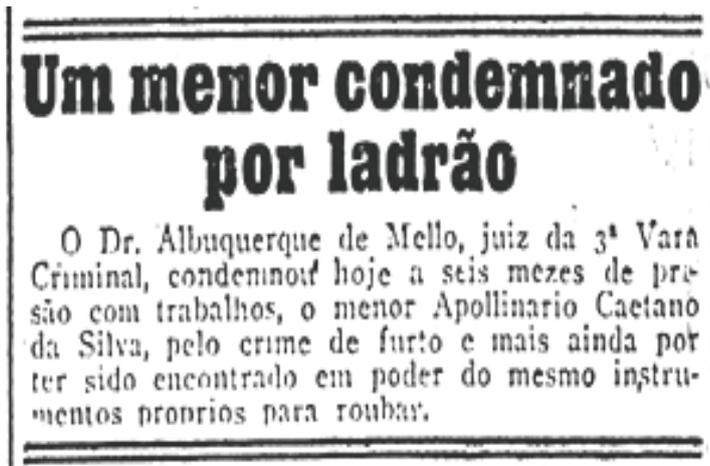 Um menor condemnado
por ladrão
O Dr. Albuquerque de Mello, juiz da 3ª Vara
Criminal, condemnou hoje a seis mezes de pri-
são com trabalhos, o menor Apollinario Caetano
da Silva, pelo crime de furto e mais ainda por
ter sido encontrado em poder do mesmo instru-
mentos proprios para roubar.